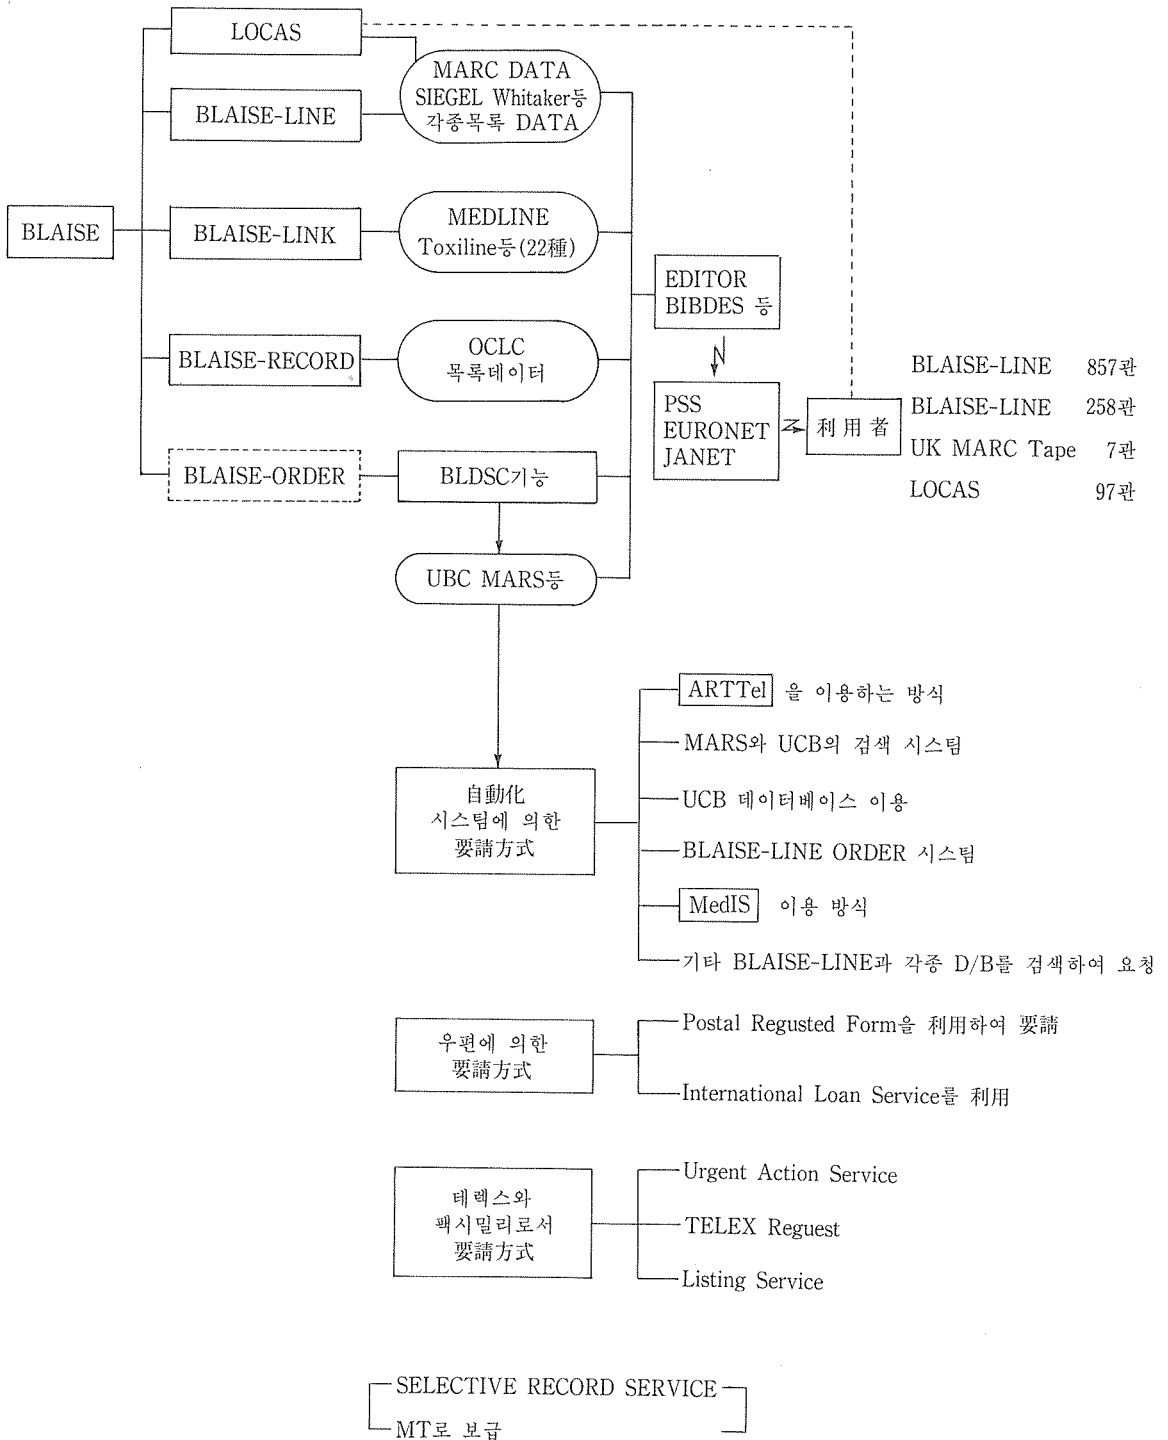 LOCAS
MARC DATA
SIEGEL Whitaker등
각종목록 DATA
BLAISE-LINE
BLAISE
BLAISE-LINK
MEDLINE
Toxiline등(22種)
EDITOR
BIBDES 등
BLAISE-RECORD
OCLC
목록데이터
PSS
EURONET
JANET
利用者
BLAISE-LINE 857관
BLAISE-LINE 258관
UK MARC Tape 7관
LOCAS 97관
BLAISE-ORDER
BLDSC기능
UBC MARS등
自動化
시스팀에 의한
要請方式
ARTTel 을 이용하는 방식
MARS와 UCB의 검색 시스팀
UCB 데이터베이스 이용
BLAISE-LINE ORDER 시스팀
MedIS 이용 방식
기타 BLAISE-LINE과 각종 D/B를 검색하여 요청
우편에 의한
要請方式
Postal Regusted Form을 利用하여 要請
International Loan Service를 利用
테렉스와
팩시밀리로서
要請方式
Urgent Action Service
TELEX Reguest
Listing Service
SELECTIVE RECORD SERVICE
MT로 보급